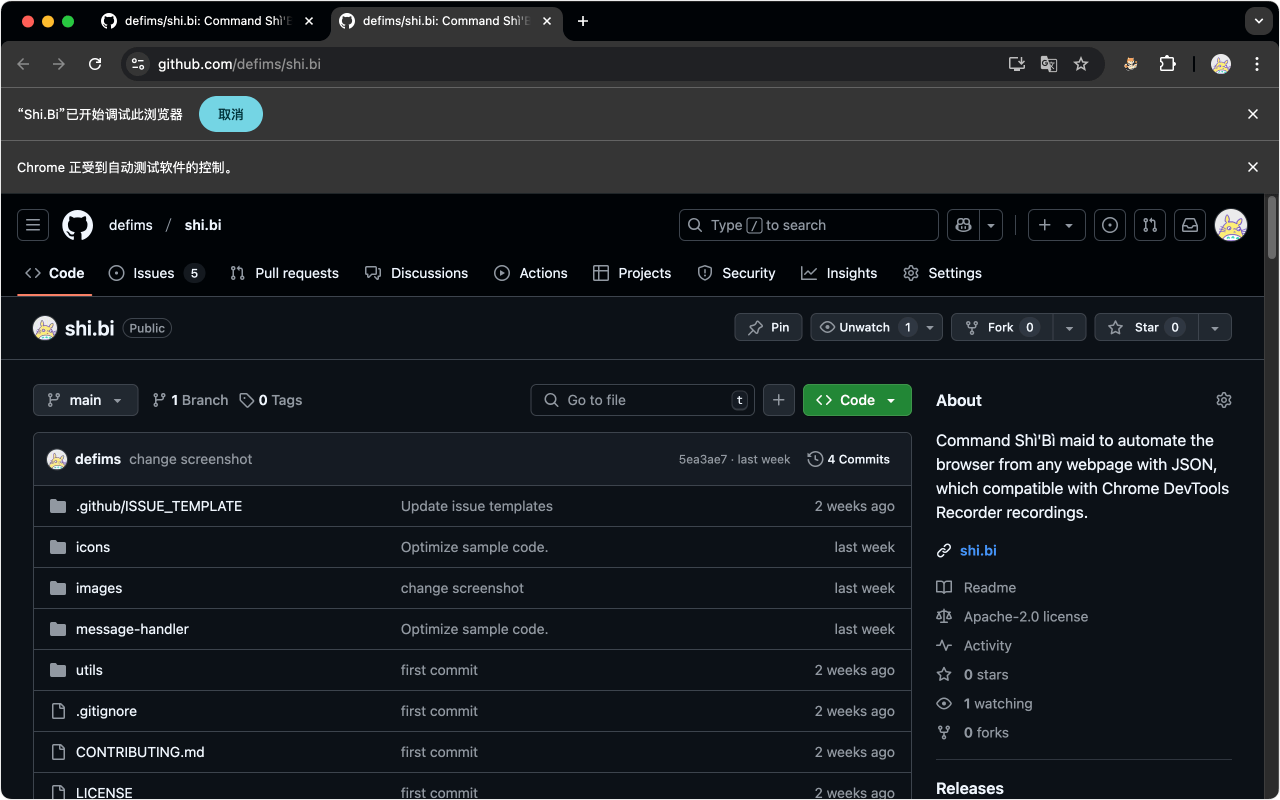 defims/shi.bi: Command Shì'B
defims/shi.bi: Command Shì'B
github.com/defims/shi.bi
“Shi.Bi”已开始调试此浏览器 取消
Chrome 正受到自动测试软件的控制。
defims / shi.bi
Type / to search
Code Issues 5 Pull requests Discussions Actions Projects Security Insights Settings
shi.bi Public
Pin Unwatch 1 Fork 0 Star 0
main 1 Branch 0 Tags
Go to file t
Code
defims change screenshot 5ea3ae7 · last week 4 Commits
.github/ISSUE_TEMPLATE Update issue templates 2 weeks ago
icons Optimize sample code. last week
images change screenshot last week
message-handler Optimize sample code. last week
utils first commit 2 weeks ago
.gitignore first commit 2 weeks ago
CONTRIBUTING.md first commit 2 weeks ago
LICENSE first commit 2 weeks ago
About
Command Shì'Bì maid to automate the
browser from any webpage with JSON,
which compatible with Chrome DevTools
Recorder recordings.
shi.bi
Readme
Apache-2.0 license
Activity
0 stars
1 watching
0 forks
Releases